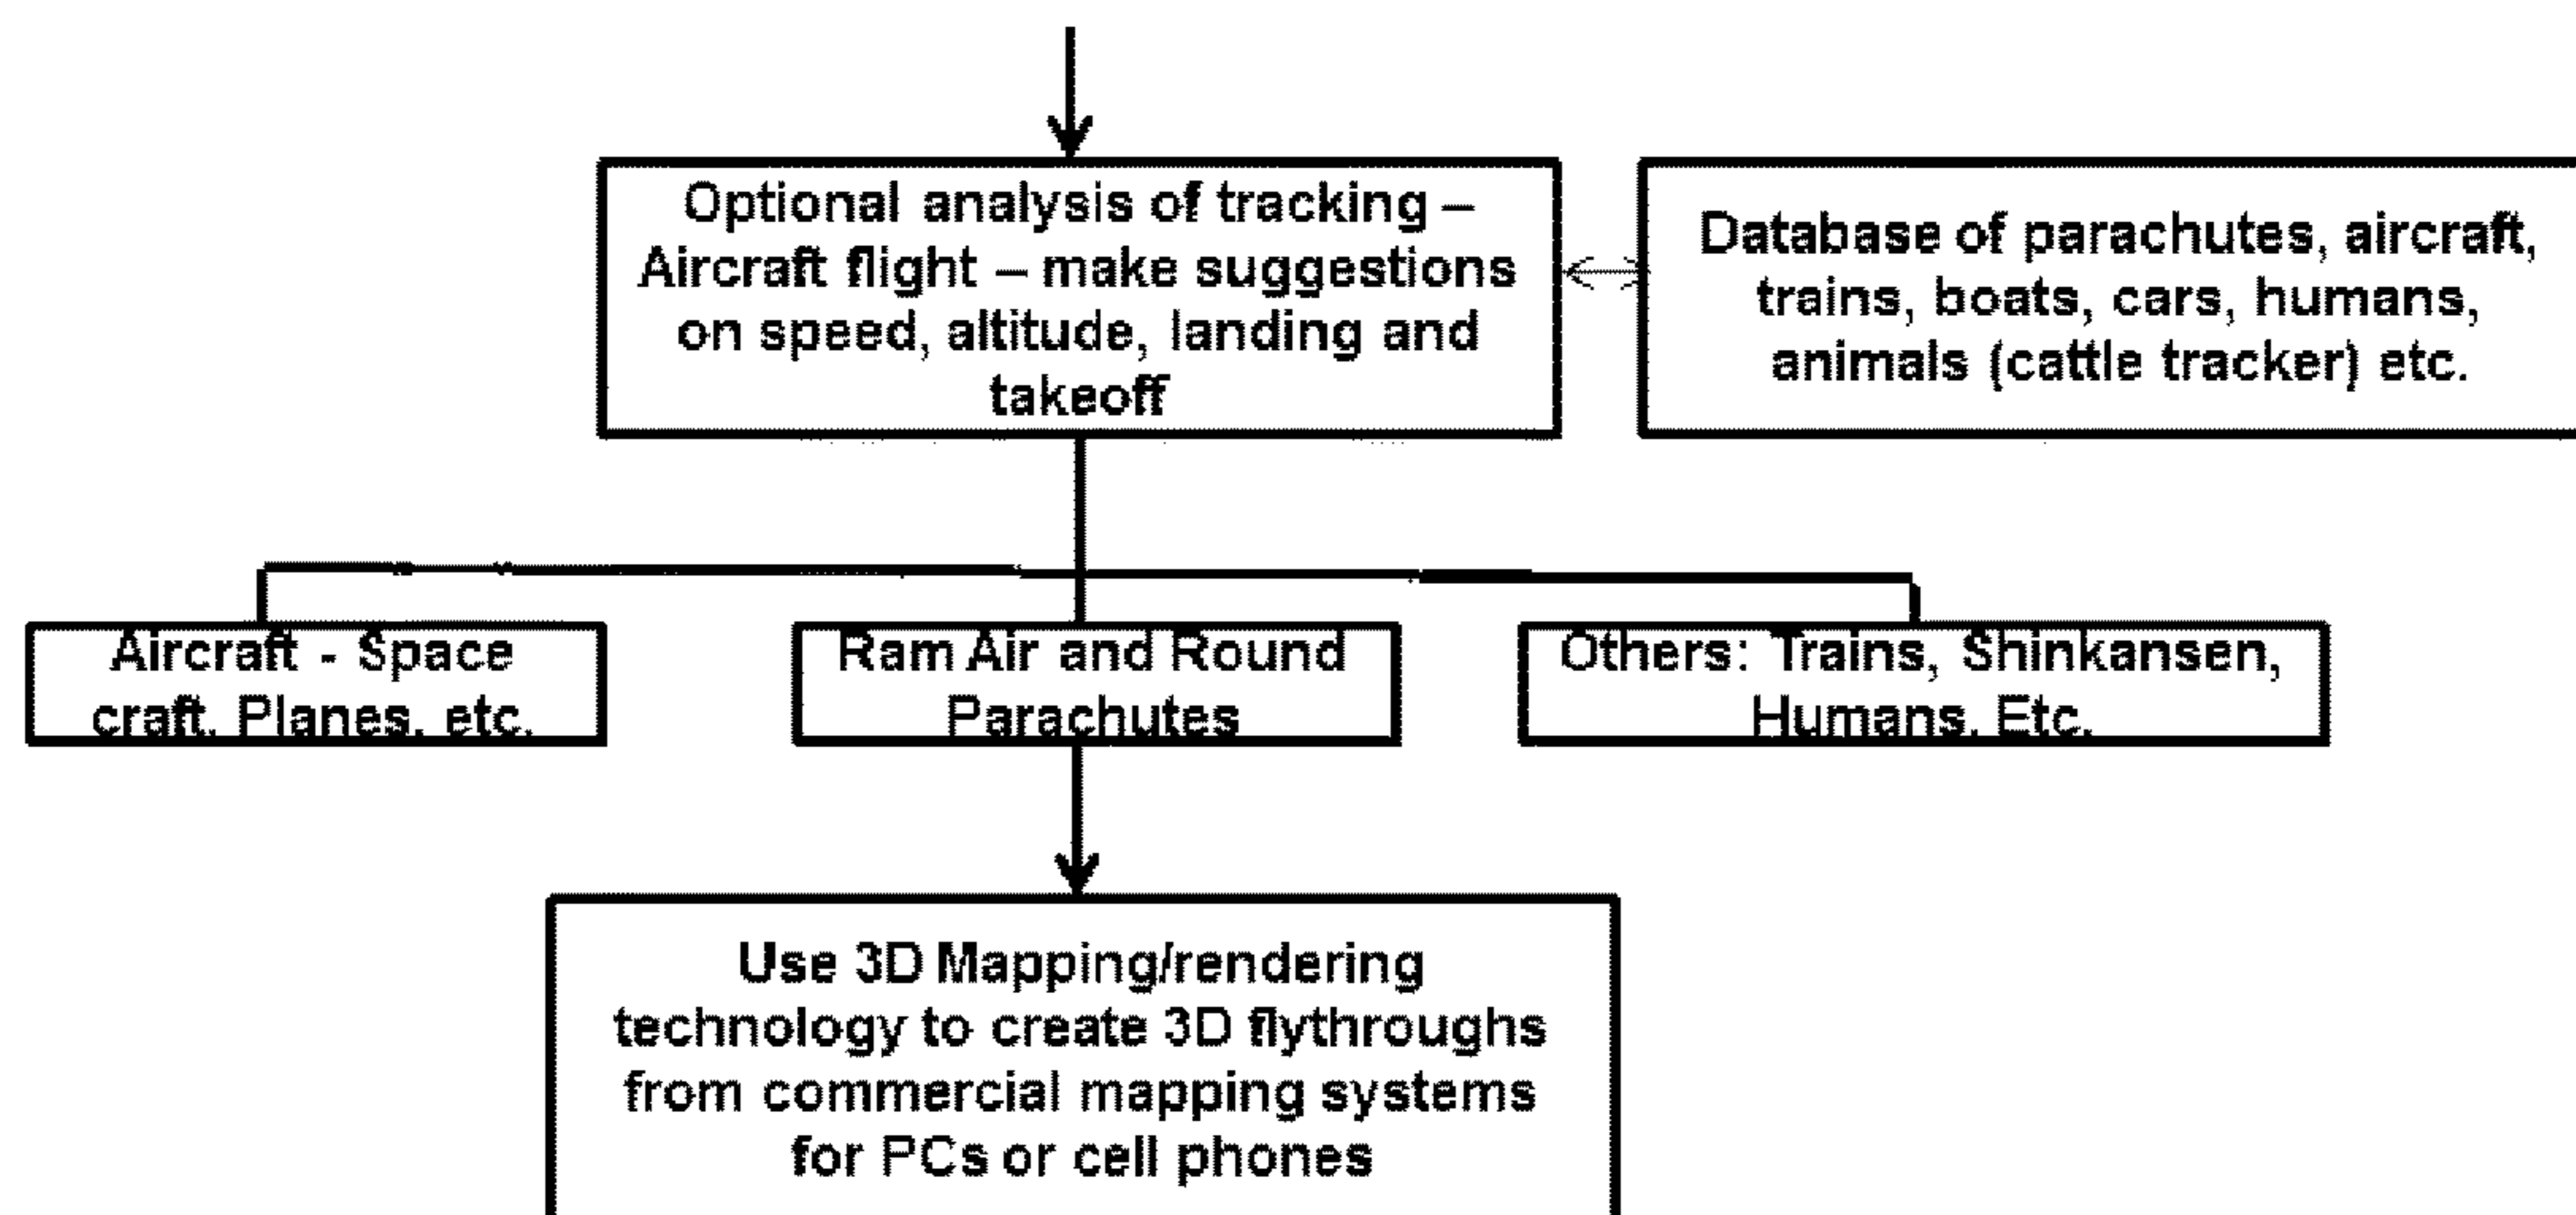 Optional analysis of tracking –
Aircraft flight – make suggestions
on speed, altitude, landing and
takeoff
Database of parachutes, aircraft,
trains, boats, cars, humans,
animals (cattle tracker) etc.
Aircraft - Space
craft, Planes, etc.
Ram Air and Round
Parachutes
Others: Trains, Shinkansen,
Humans, Etc.
Use 3D Mapping/rendering
technology to create 3D flythroughs
from commercial mapping systems
for PCs or cell phones